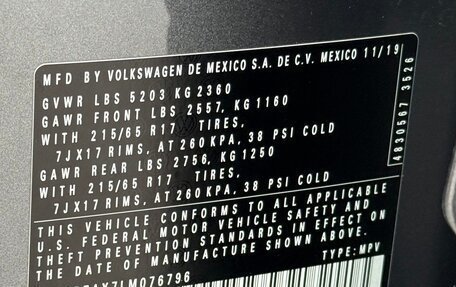 MFD BY VOLKSWAGEN DE MEXICO S.A. DE C.V. MEXICO 11/19
GVWR LBS 5203 KG 2360
GAWR FRONT LBS 2557, KG 1160
WITH 215/65 R17 TIRES,
7JX17 RIMS, AT 260 KPA, 38 PSI COLD
GAWR REAR LBS 2756, KG 1250
WITH 215/65 R17 TIRES,
7JX17 RIMS, AT 260 KPA, 38 PSI COLD
THIS VEHICLE CONFORMS TO ALL APPLICABLE
U.S. FEDERAL MOTOR VEHICLE SAFETY AND
THEFT PREVENTION STANDARDS IN EFFECT ON
THE DATE OF MANUFACTURE SHOWN ABOVE.
TYPE: MPV
4830567 3526